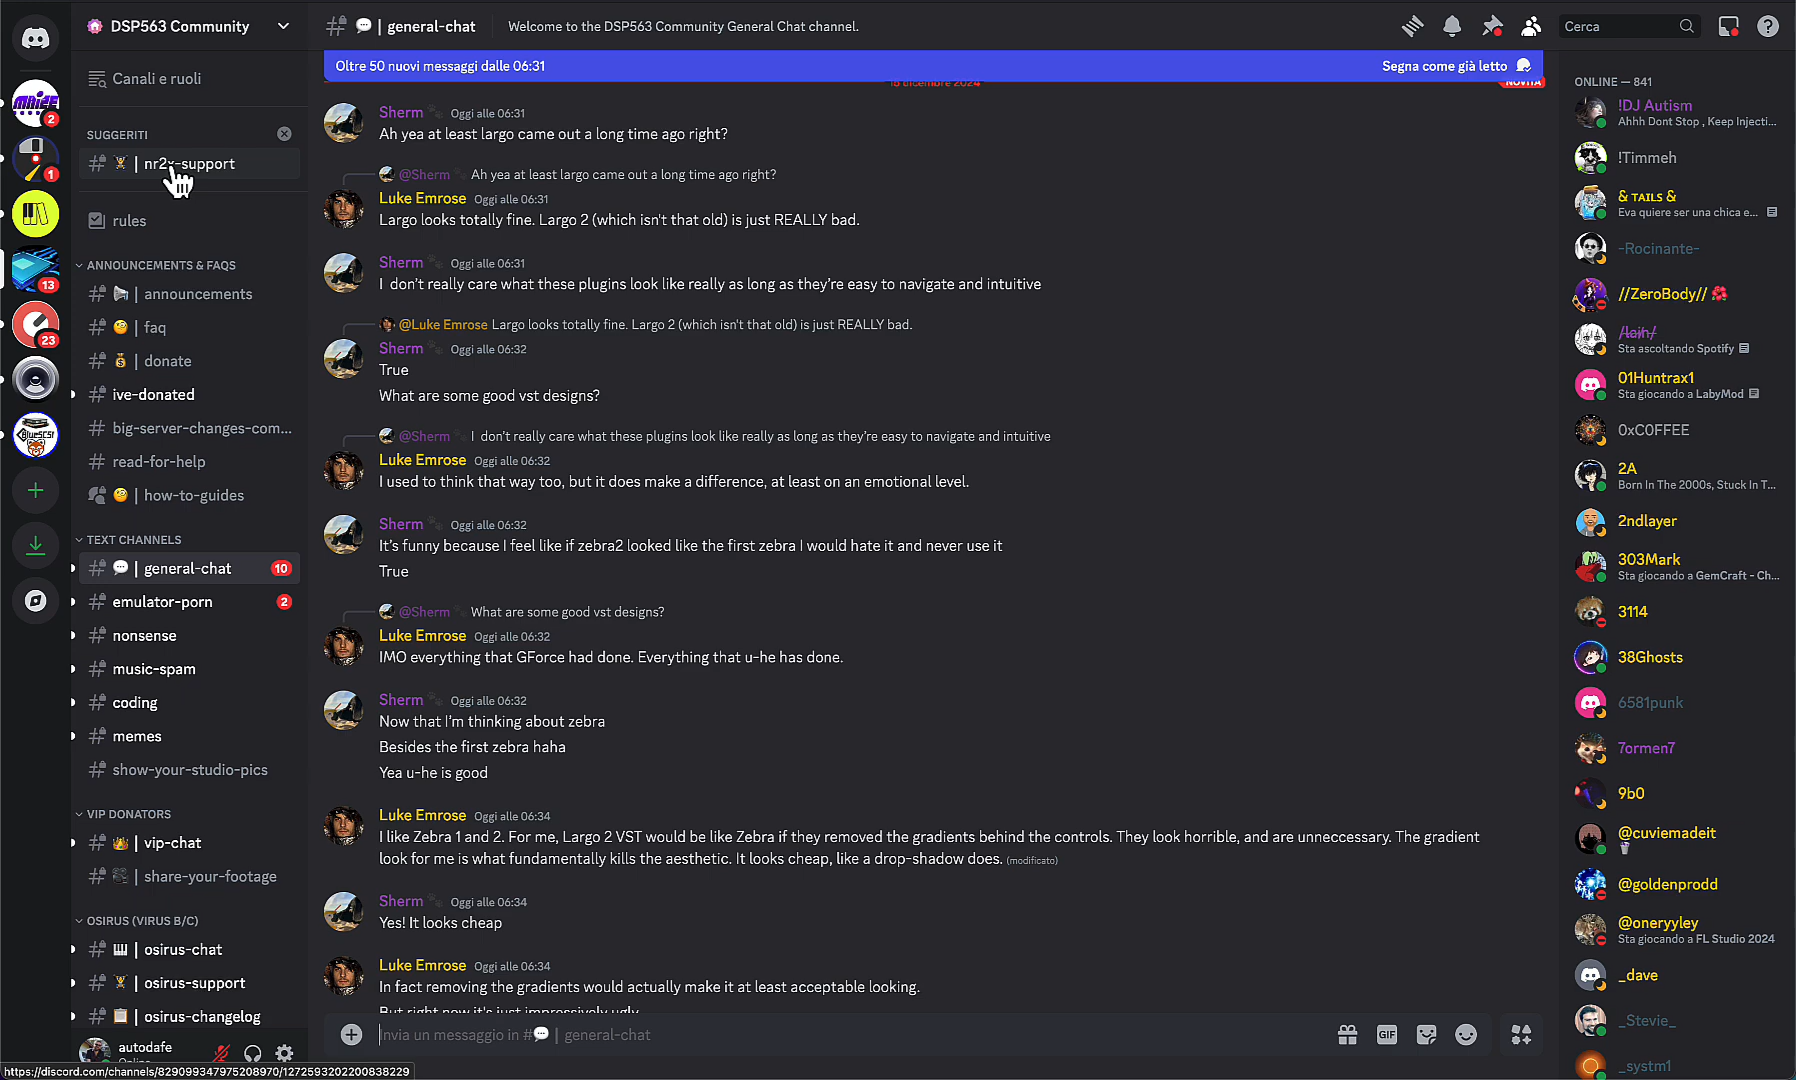 DSP563 Community
| general-chat
Welcome to the DSP563 Community General Chat channel.
Cerca
Canali e ruoli
SUGGERITI
| nr2x-support
rules
ANNOUNCEMENTS & FAQS
| announcements
| faq
| donate
ive-donated
big-server-changes-com...
read-for-help
| how-to-guides
TEXT CHANNELS
| general-chat
10
emulator-porn
2
nonsense
music-spam
coding
memes
show-your-studio-pics
VIP DONATORS
| vip-chat
| share-your-footage
OSIRUS (VIRUS B/C)
| osirus-chat
| osirus-support
| osirus-changelog
autodafe
Online
https://discord.com/channels/829099347975208970/1272593202200838229
2
1
13
23
BlueSCSI
Oltre 50 nuovi messaggi dalle 06:31
Segna come già letto
18 dicembre 2024
NOVITÀ
Sherm Oggi alle 06:31
Ah yea at least largo came out a long time ago right?
@Sherm Ah yea at least largo came out a long time ago right?
Luke Emrose Oggi alle 06:31
Largo looks totally fine. Largo 2 (which isn't that old) is just REALLY bad.
Sherm Oggi alle 06:31
I don't really care what these plugins look like really as long as they're easy to navigate and intuitive
@Luke Emrose Largo looks totally fine. Largo 2 (which isn't that old) is just REALLY bad.
Sherm Oggi alle 06:32
True
What are some good vst designs?
@Sherm I don't really care what these plugins look like really as long as they're easy to navigate and intuitive
Luke Emrose Oggi alle 06:32
I used to think that way too, but it does make a difference, at least on an emotional level.
Sherm Oggi alle 06:32
It's funny because I feel like if zebra2 looked like the first zebra I would hate it and never use it
True
@Sherm What are some good vst designs?
Luke Emrose Oggi alle 06:32
IMO everything that GForce had done. Everything that u-he has done.
Sherm Oggi alle 06:32
Now that I'm thinking about zebra
Besides the first zebra haha
Yea u-he is good
Luke Emrose Oggi alle 06:34
I like Zebra 1 and 2. For me, Largo 2 VST would be like Zebra if they removed the gradients behind the controls. They look horrible, and are unneccessary. The gradient
look for me is what fundamentally kills the aesthetic. It looks cheap, like a drop-shadow does. (modificato)
Sherm Oggi alle 06:34
Yes! It looks cheap
Luke Emrose Oggi alle 06:34
In fact removing the gradients would actually make it at least acceptable looking.
But right now it's just impressively ugly
Invia un messaggio in # | general-chat
GIF
ONLINE — 841
!DJ Autism
Ahhh Dont Stop , Keep Injecti...
!Timmeh
& TAILS &
Eva quiere ser una chica e...
-Rocinante-
//ZeroBody//
/laih/
Sta ascoltando Spotify
01Huntrax1
Sta giocando a LabyMod
0xC0FFEE
2A
Born In The 2000s, Stuck In T...
2ndlayer
303Mark
Sta giocando a GemCraft - Ch...
3114
38Ghosts
6581punk
7ormen7
9b0
@cuviemadeit
@goldenprodd
@oneryyley
Sta giocando a FL Studio 2024
_dave
_Stevie_
_systm1